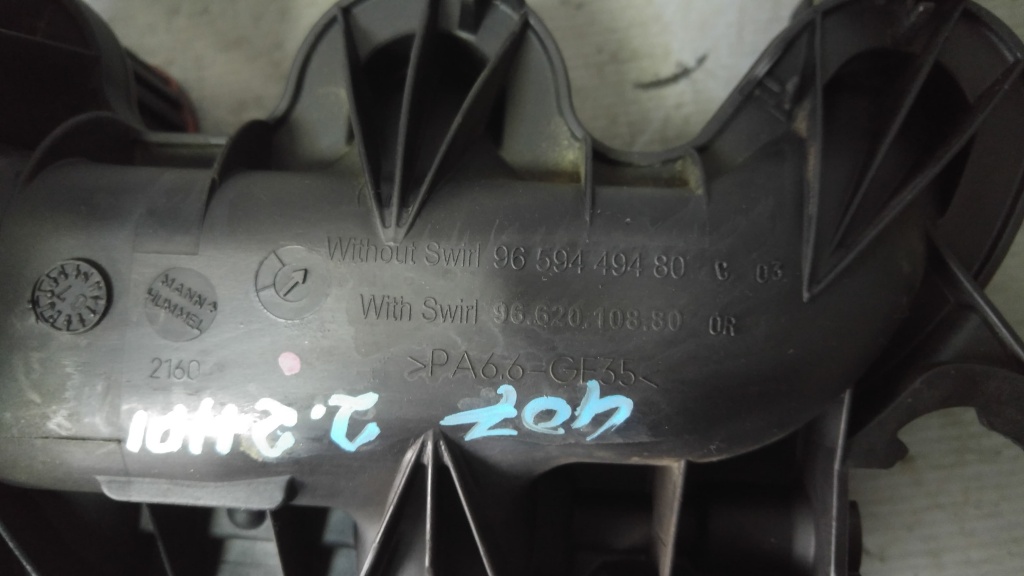 Without Swirl 96 594 494 80 C 03
With Swirl 96.620.108.80 OR
>PA6,6-GF35<
MANN+
HUMMEL
2160
407 2.2HDI